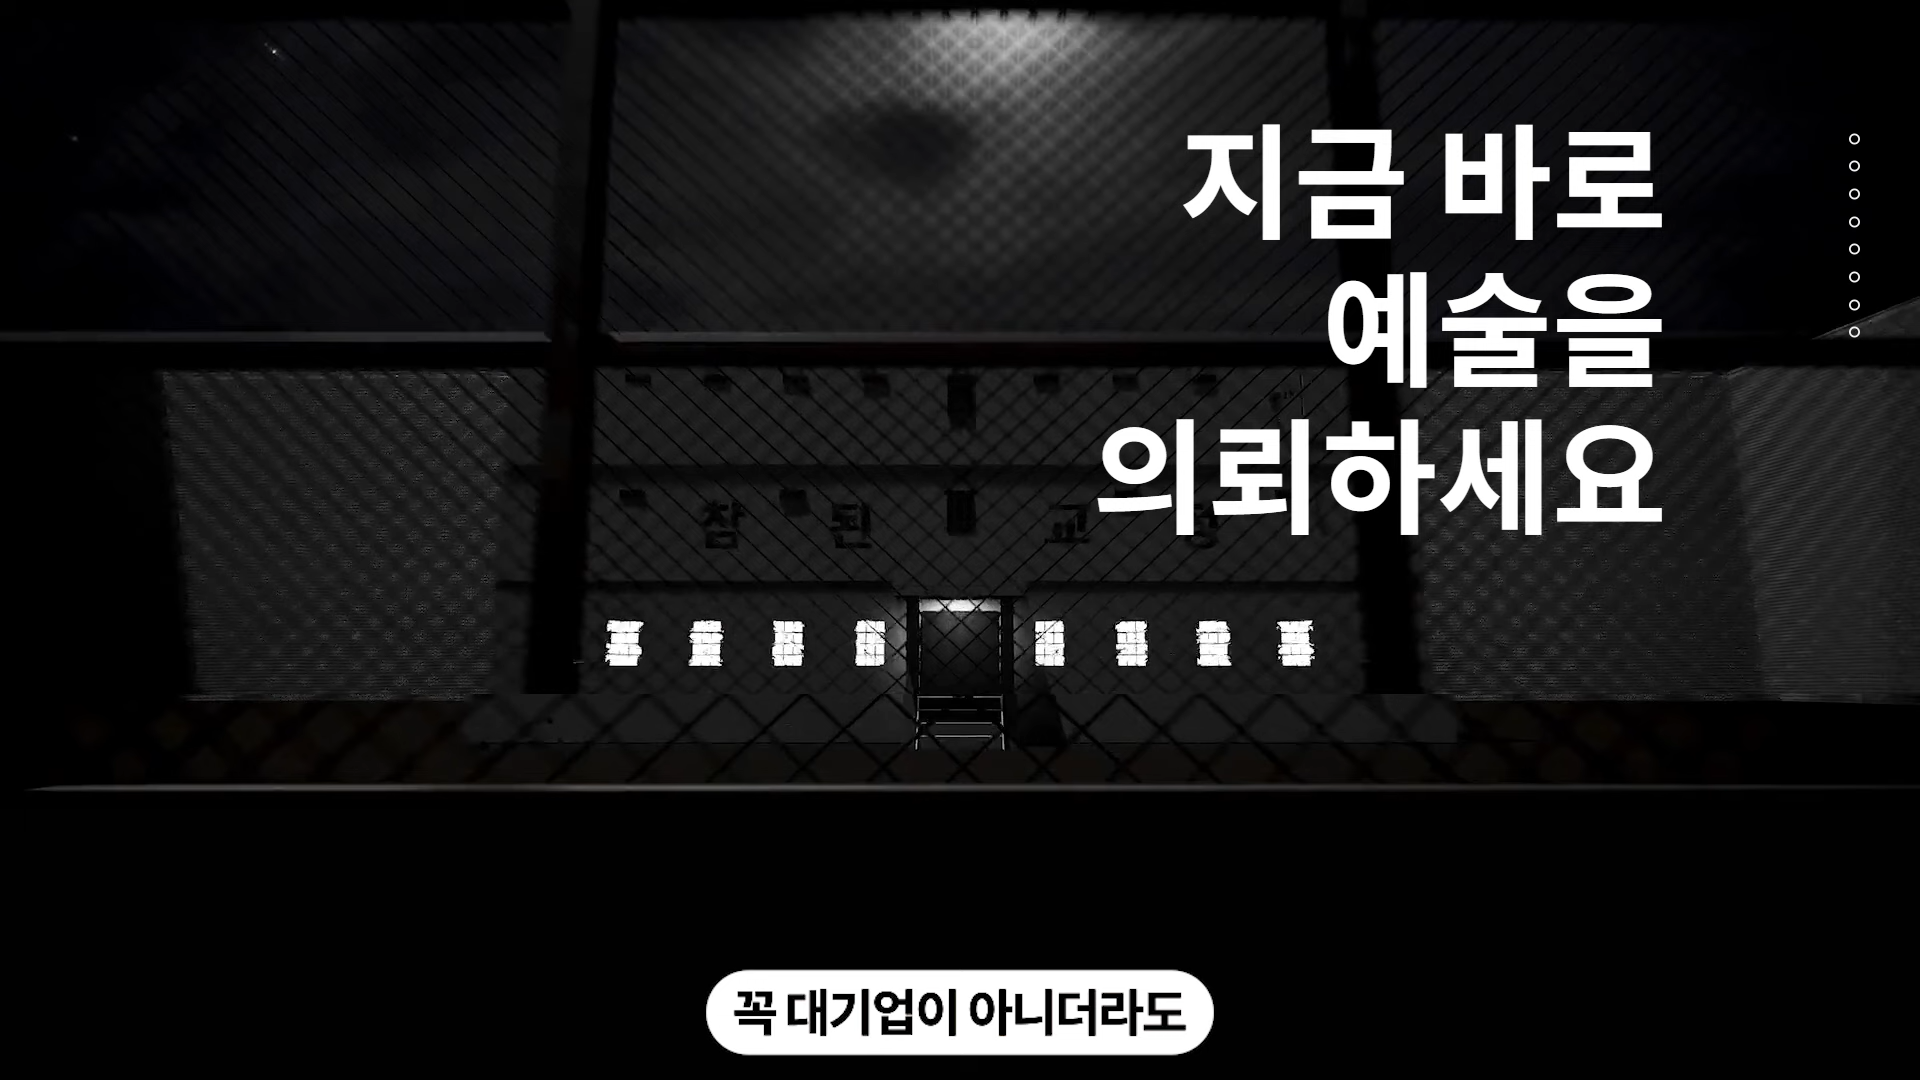 지금 바로
예술을
의뢰하세요
참된 교
꼭 대기업이 아니더라도